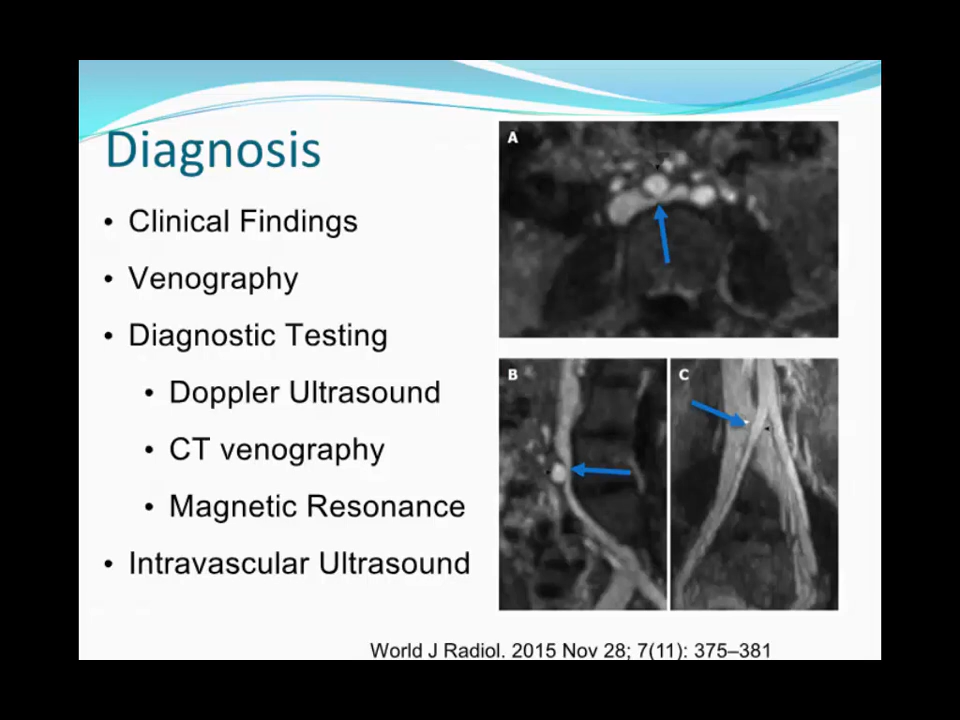 Diagnosis
• Clinical Findings
• Venography
• Diagnostic Testing
• Doppler Ultrasound
• CT venography
• Magnetic Resonance
• Intravascular Ultrasound
A
B
C
World J Radiol. 2015 Nov 28; 7(11): 375–381